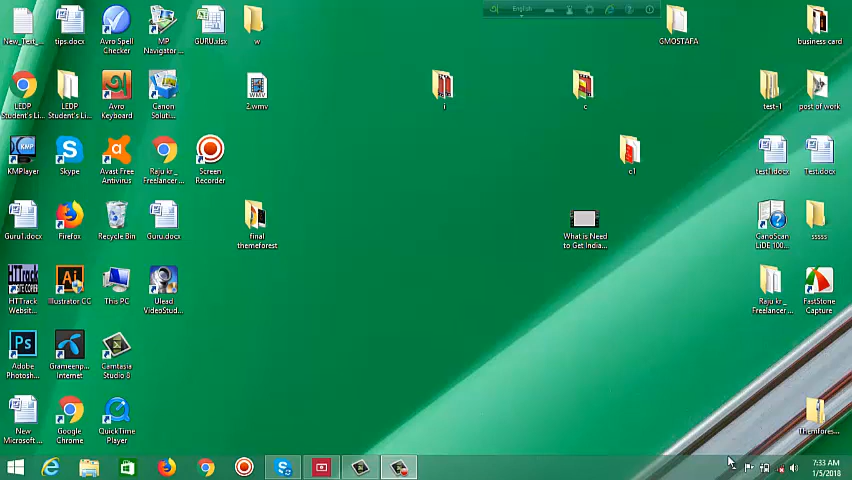 English
New_Text_...
tips.docx
Avro Spell
Checker
MP
Navigator ...
GURU.xlsx
w
GMOSTAFA
business card
LEDP
Student's Li...
LEDP
Student's Li...
Avro
Keyboard
Canon
Soluti...
2.wmv
i
c
test-1
post of work
KMPlayer
Skype
Avast Free
Antivirus
Raju kr_
Freelancer ...
Screen
Recorder
c1
test1.docx
Test.docx
Guru1.docx
Firefox
Recycle Bin
Guru.docx
final
themeforest
What is Need
to Get India...
CanoScan
LiDE 100...
sssss
HTTrack
Websit...
Illustrator CC
This PC
Ulead
VideoStud...
Raju kr_
Freelancer ...
FastStone
Capture
Adobe
Photosh...
Grameenp...
Internet
Camtasia
Studio 8
New
Microsoft ...
Google
Chrome
QuickTime
Player
Themfores...
7:33 AM
1/5/2018